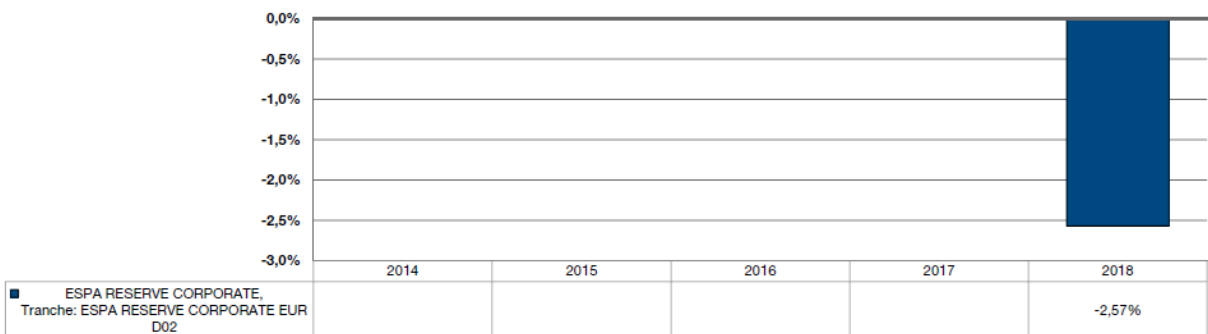 0,0%
-0,5%
-1,0%
-1,5%
-2,0%
-2,5%
-3,0%
2014 2015 2016 2017 2018
ESPA RESERVE CORPORATE,
Tranche: ESPA RESERVE CORPORATE EUR
D02
-2,57%